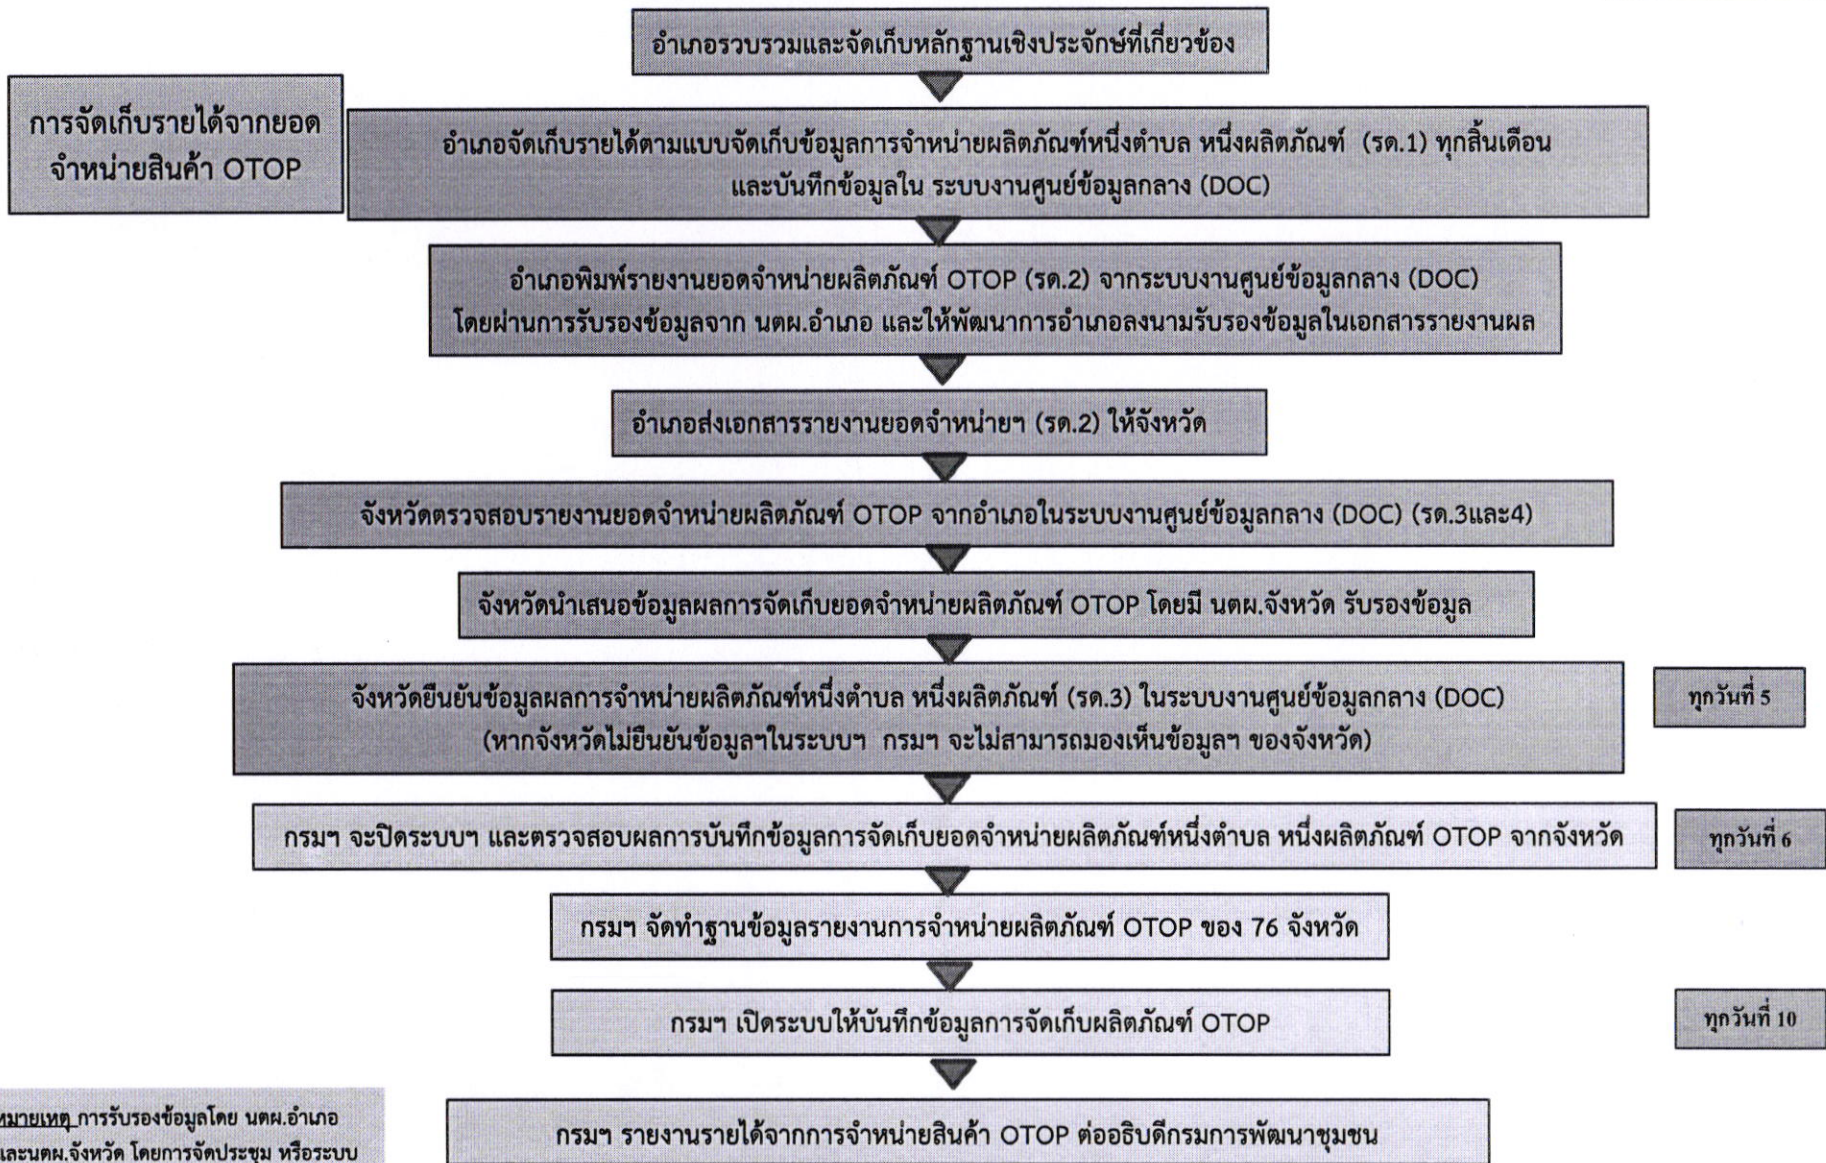 อำเภอรวบรวมและจัดเก็บหลักฐานเชิงประจักษ์ที่เกี่ยวข้อง
การจัดเก็บรายได้จากยอด
จำหน่ายสินค้า OTOP
อำเภอจัดเก็บรายได้ตามแบบจัดเก็บข้อมูลการจำหน่ายผลิตภัณฑ์หนึ่งตำบล หนึ่งผลิตภัณฑ์ (รด.1) ทุกสิ้นเดือน
และบันทึกข้อมูลใน ระบบงานศูนย์ข้อมูลกลาง (DOC)
อำเภอพิมพ์รายงานยอดจำหน่ายผลิตภัณฑ์ OTOP (รด.2) จากระบบงานศูนย์ข้อมูลกลาง (DOC)
โดยผ่านการรับรองข้อมูลจาก นตผ.อำเภอ และให้พัฒนาการอำเภอลงนามรับรองข้อมูลในเอกสารรายงานผล
อำเภอส่งเอกสารรายงานยอดจำหน่ายฯ (รด.2) ให้จังหวัด
จังหวัดตรวจสอบรายงานยอดจำหน่ายผลิตภัณฑ์ OTOP จากอำเภอในระบบงานศูนย์ข้อมูลกลาง (DOC) (รด.3และ4)
จังหวัดนำเสนอข้อมูลผลการจัดเก็บยอดจำหน่ายผลิตภัณฑ์ OTOP โดยมี นตผ.จังหวัด รับรองข้อมูล
จังหวัดยืนยันข้อมูลผลการจำหน่ายผลิตภัณฑ์หนึ่งตำบล หนึ่งผลิตภัณฑ์ (รด.3) ในระบบงานศูนย์ข้อมูลกลาง (DOC)
(หากจังหวัดไม่ยืนยันข้อมูลฯในระบบฯ กรมฯ จะไม่สามารถมองเห็นข้อมูลฯ ของจังหวัด)
ทุกวันที่ 5
กรมฯ จะปิดระบบฯ และตรวจสอบผลการบันทึกข้อมูลการจัดเก็บยอดจำหน่ายผลิตภัณฑ์หนึ่งตำบล หนึ่งผลิตภัณฑ์ OTOP จากจังหวัด
ทุกวันที่ 6
กรมฯ จัดทำฐานข้อมูลรายงานการจำหน่ายผลิตภัณฑ์ OTOP ของ 76 จังหวัด
กรมฯ เปิดระบบให้บันทึกข้อมูลการจัดเก็บผลิตภัณฑ์ OTOP
ทุกวันที่ 10
กรมฯ รายงานรายได้จากการจำหน่ายสินค้า OTOP ต่ออธิบดีกรมการพัฒนาชุมชน
หมายเหตุ การรับรองข้อมูลโดย นตผ.อำเภอ
และนตผ.จังหวัด โดยการจัดประชุม หรือระบบ